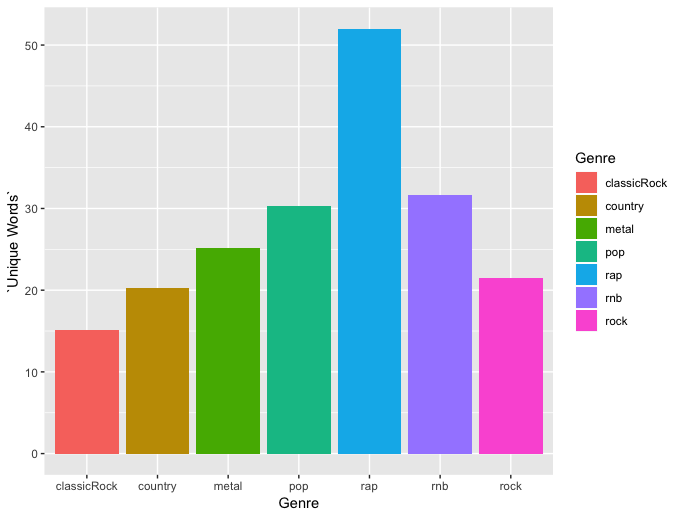 50
40
30
20
10
0
`Unique Words`
classicRock country metal pop rap rnb rock
Genre
Genre
classicRock
country
metal
pop
rap
rnb
rock